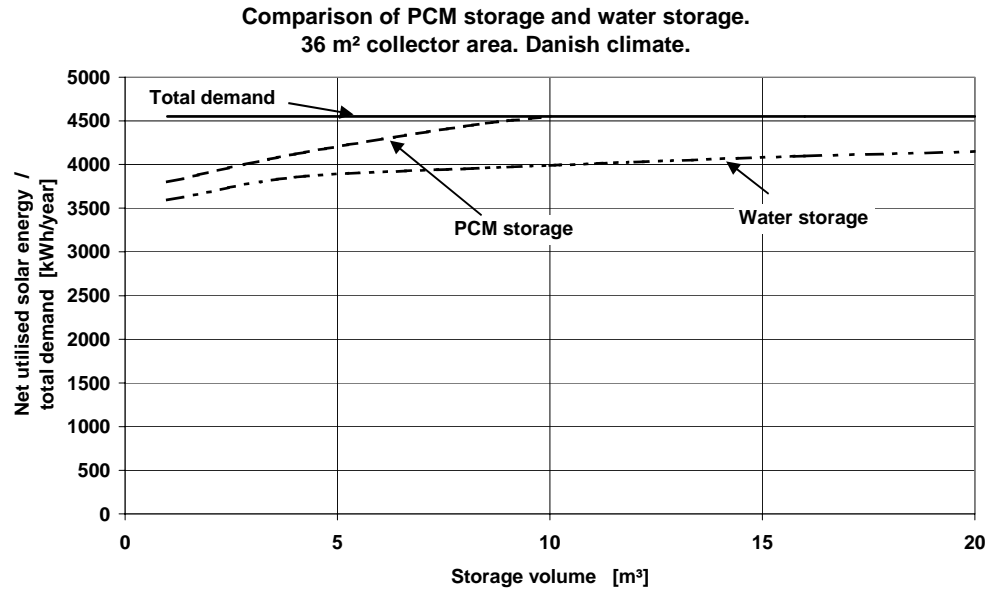 Comparison of PCM storage and water storage.
36 m² collector area. Danish climate.
Net utilised solar energy /
total demand [kWh/year]
5000
4500
4000
3500
3000
2500
2000
1500
1000
500
0
Total demand
PCM storage
Water storage
0 5 10 15 20
Storage volume [m³]